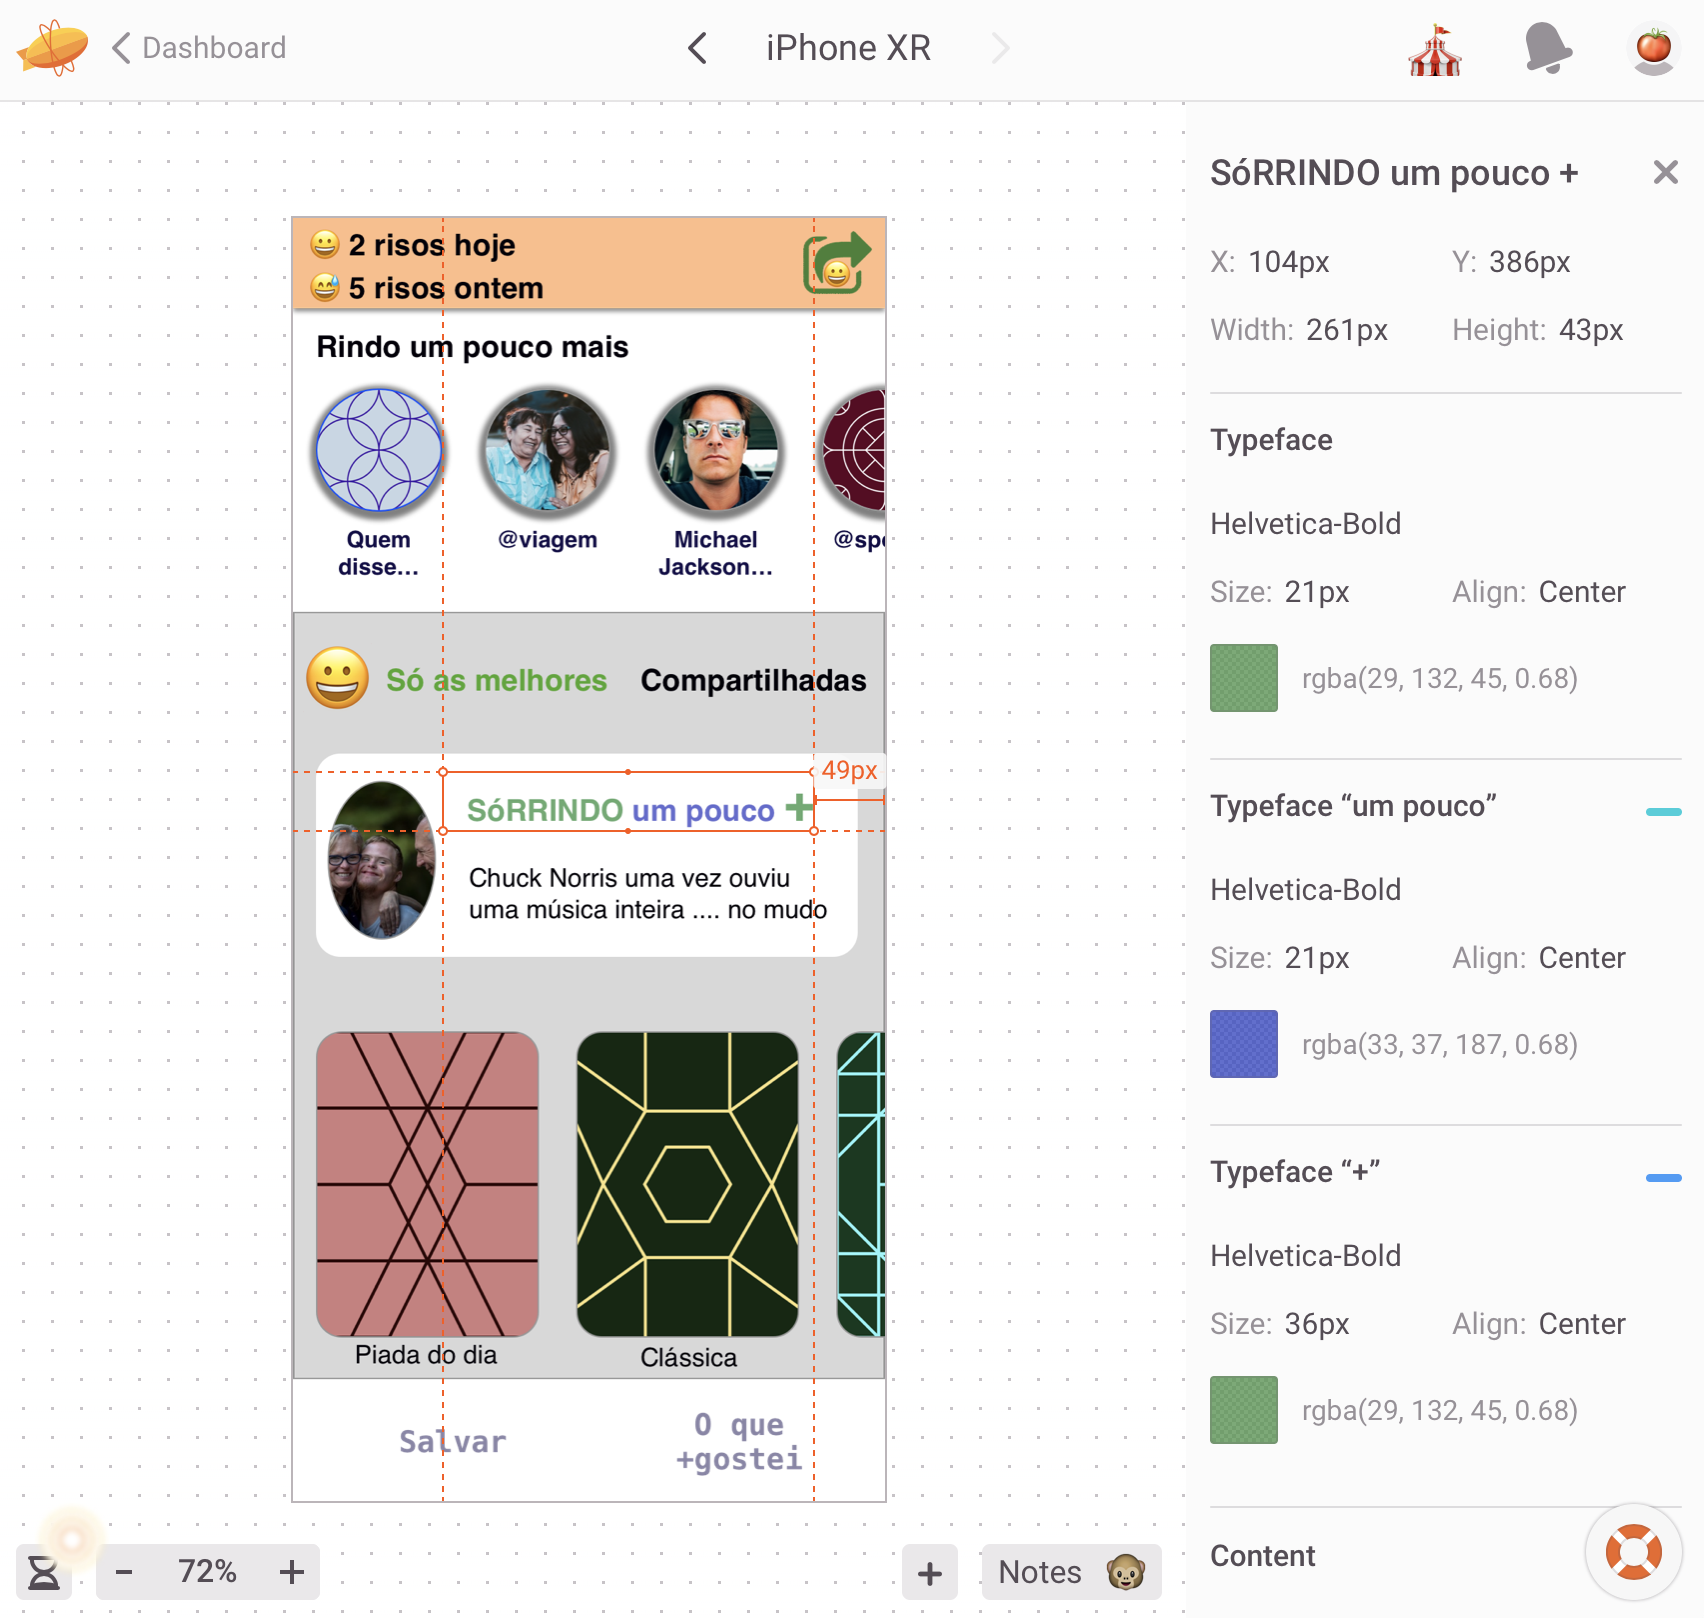 Dashboard
iPhone XR
2 risos hoje
5 risos ontem
Rindo um pouco mais
Quem disse...
@viagem
Michael Jackson...
@spo
Só as melhores
Compartilhadas
49px
SóRRINDO um pouco +
Chuck Norris uma vez ouviu
uma música inteira .... no mudo
Piada do dia
Clássica
Salvar
O que
+gostei
72%
Notes
SóRRINDO um pouco +
X: 104px Y: 386px
Width: 261px Height: 43px
Typeface
Helvetica-Bold
Size: 21px Align: Center
rgba(29, 132, 45, 0.68)
Typeface “um pouco”
Helvetica-Bold
Size: 21px Align: Center
rgba(33, 37, 187, 0.68)
Typeface “+”
Helvetica-Bold
Size: 36px Align: Center
rgba(29, 132, 45, 0.68)
Content